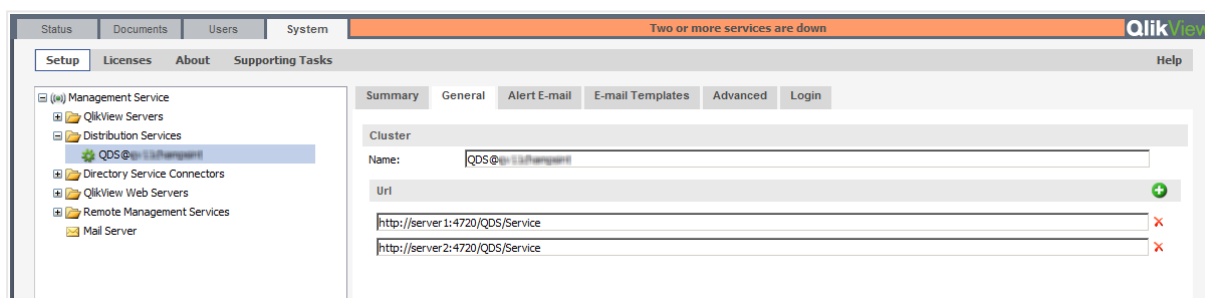 Status Documents Users System Two or more services are down QlikView
Setup Licenses About Supporting Tasks Help
Management Service
QlikView Servers
Distribution Services
QDS@
Directory Service Connectors
QlikView Web Servers
Remote Management Services
Mail Server
Summary General Alert E-mail E-mail Templates Advanced Login
Cluster
Name: QDS@
Url
http://server1:4720/QDS/Service
http://server2:4720/QDS/Service